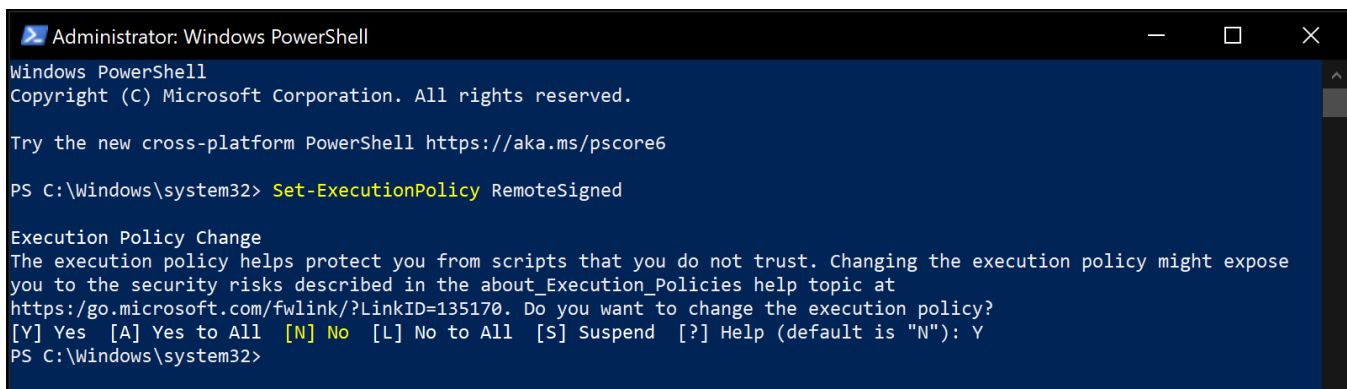 Administrator: Windows PowerShell
Windows PowerShell
Copyright (C) Microsoft Corporation. All rights reserved.
Try the new cross-platform PowerShell https://aka.ms/pscore6
PS C:\Windows\system32> Set-ExecutionPolicy RemoteSigned
Execution Policy Change
The execution policy helps protect you from scripts that you do not trust. Changing the execution policy might expose
you to the security risks described in the about_Execution_Policies help topic at
https:/go.microsoft.com/fwlink/?LinkID=135170. Do you want to change the execution policy?
[Y] Yes  [A] Yes to All  [N] No  [L] No to All  [S] Suspend  [?] Help (default is "N"): Y
PS C:\Windows\system32>